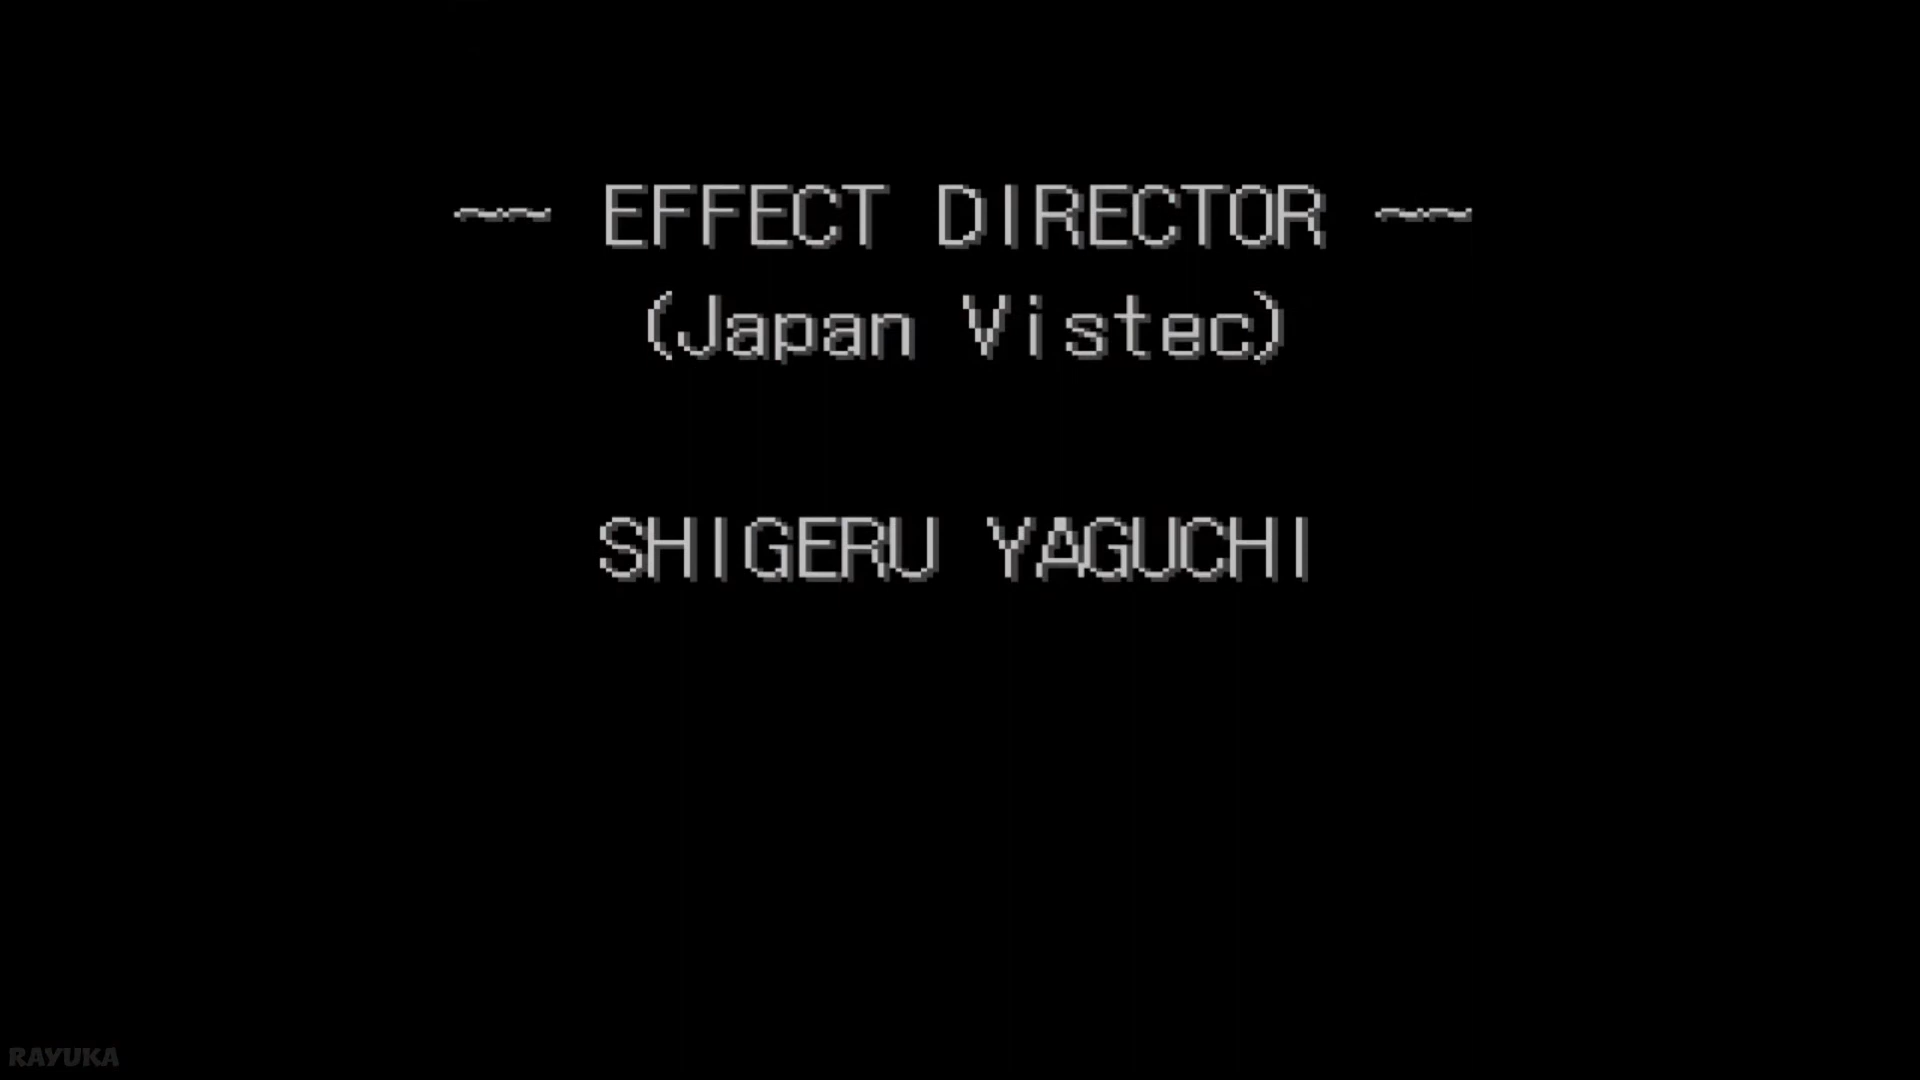 ~~ EFFECT DIRECTOR ~~
(Japan Vistec)
SHIGERU YAGUCHI
RAYUKA